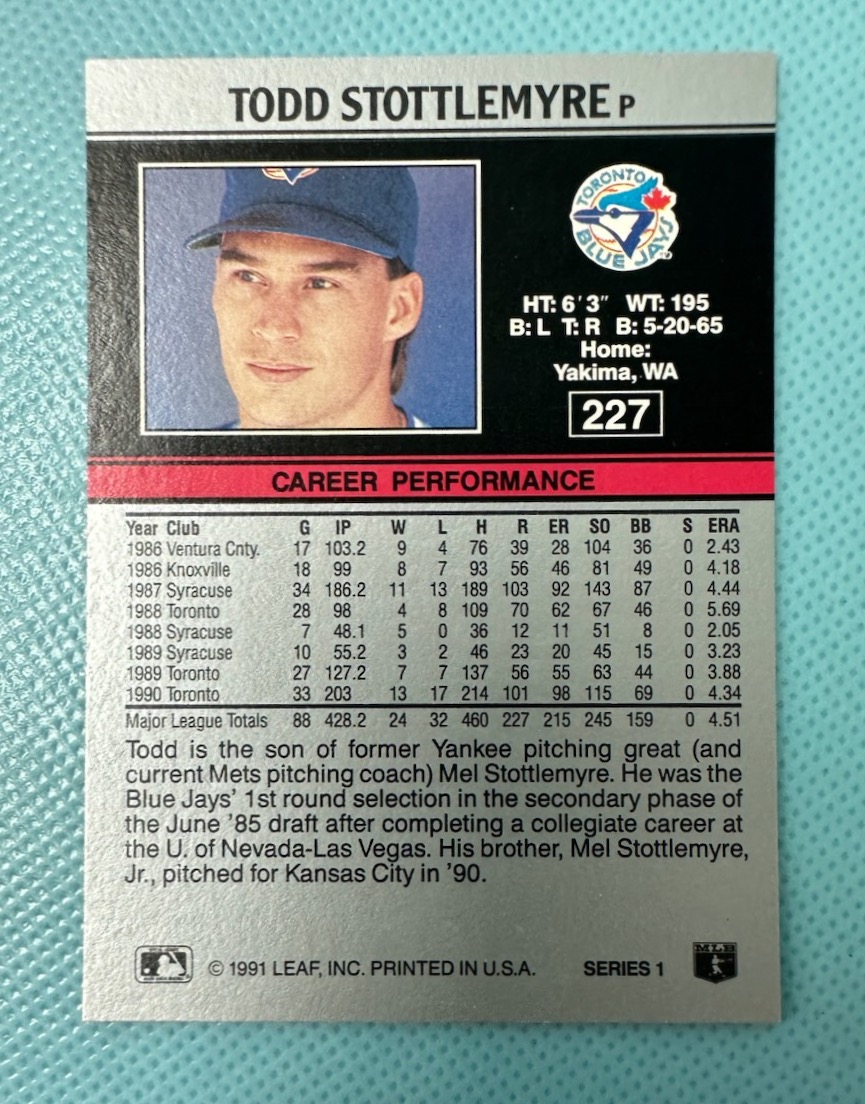 TODD STOTTLEMYRE P
TORONTO
BLUE JAYS
HT: 6'3" WT: 195
B: L T: R B: 5-20-65
Home:
Yakima, WA
227
CAREER PERFORMANCE
Year Club G IP W L H R ER SO BB S ERA
1986 Ventura Cnty. 17 103.2 9 4 76 39 28 104 36 0 2.43
1986 Knoxville 18 99 8 7 93 56 46 81 49 0 4.18
1987 Syracuse 34 186.2 11 13 189 103 92 143 87 0 4.44
1988 Toronto 28 98 4 8 109 70 62 67 46 0 5.69
1988 Syracuse 7 48.1 5 0 36 12 11 51 8 0 2.05
1989 Syracuse 10 55.2 3 2 46 23 20 45 15 0 3.23
1989 Toronto 27 127.2 7 7 137 56 55 63 44 0 3.88
1990 Toronto 33 203 13 17 214 101 98 115 69 0 4.34
Major League Totals 88 428.2 24 32 460 227 215 245 159 0 4.51
Todd is the son of former Yankee pitching great (and
current Mets pitching coach) Mel Stottlemyre. He was the
Blue Jays' 1st round selection in the secondary phase of
the June '85 draft after completing a collegiate career at
the U. of Nevada-Las Vegas. His brother, Mel Stottlemyre,
Jr., pitched for Kansas City in '90.
© 1991 LEAF, INC. PRINTED IN U.S.A. SERIES 1
MLB